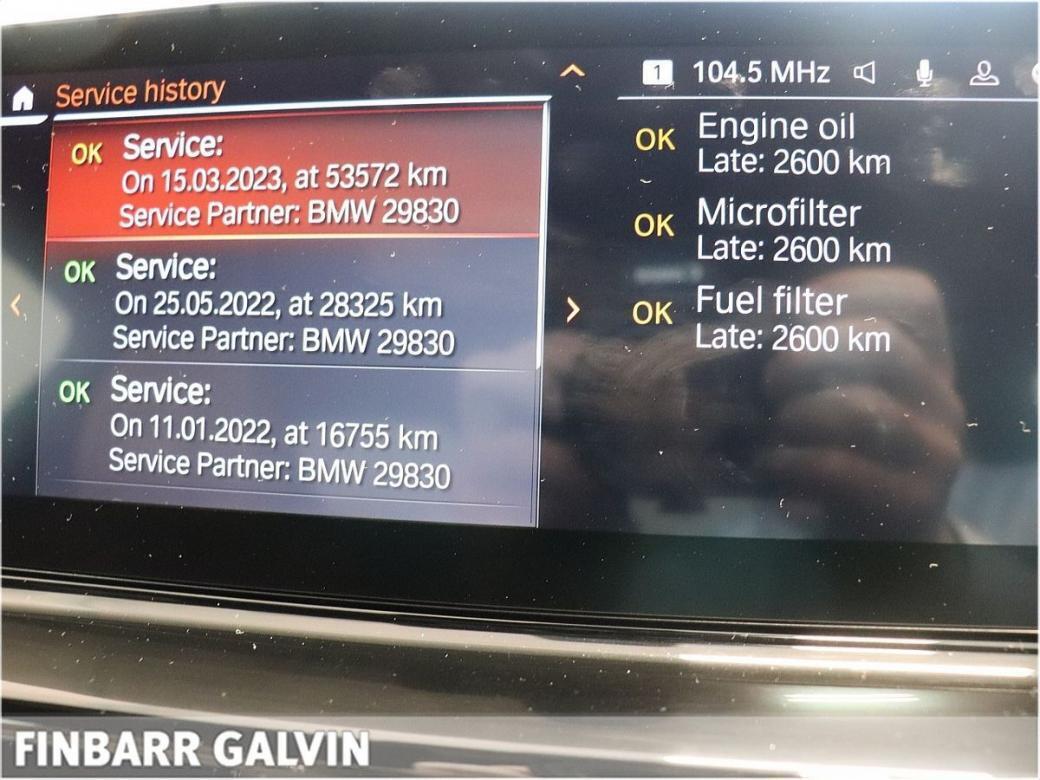 Service history
OK Service:
On 15.03.2023, at 53572 km
Service Partner: BMW 29830
OK Service:
On 25.05.2022, at 28325 km
Service Partner: BMW 29830
OK Service:
On 11.01.2022, at 16755 km
Service Partner: BMW 29830
1 104.5 MHz
OK Engine oil
Late: 2600 km
OK Microfilter
Late: 2600 km
OK Fuel filter
Late: 2600 km
FINBARR GALVIN